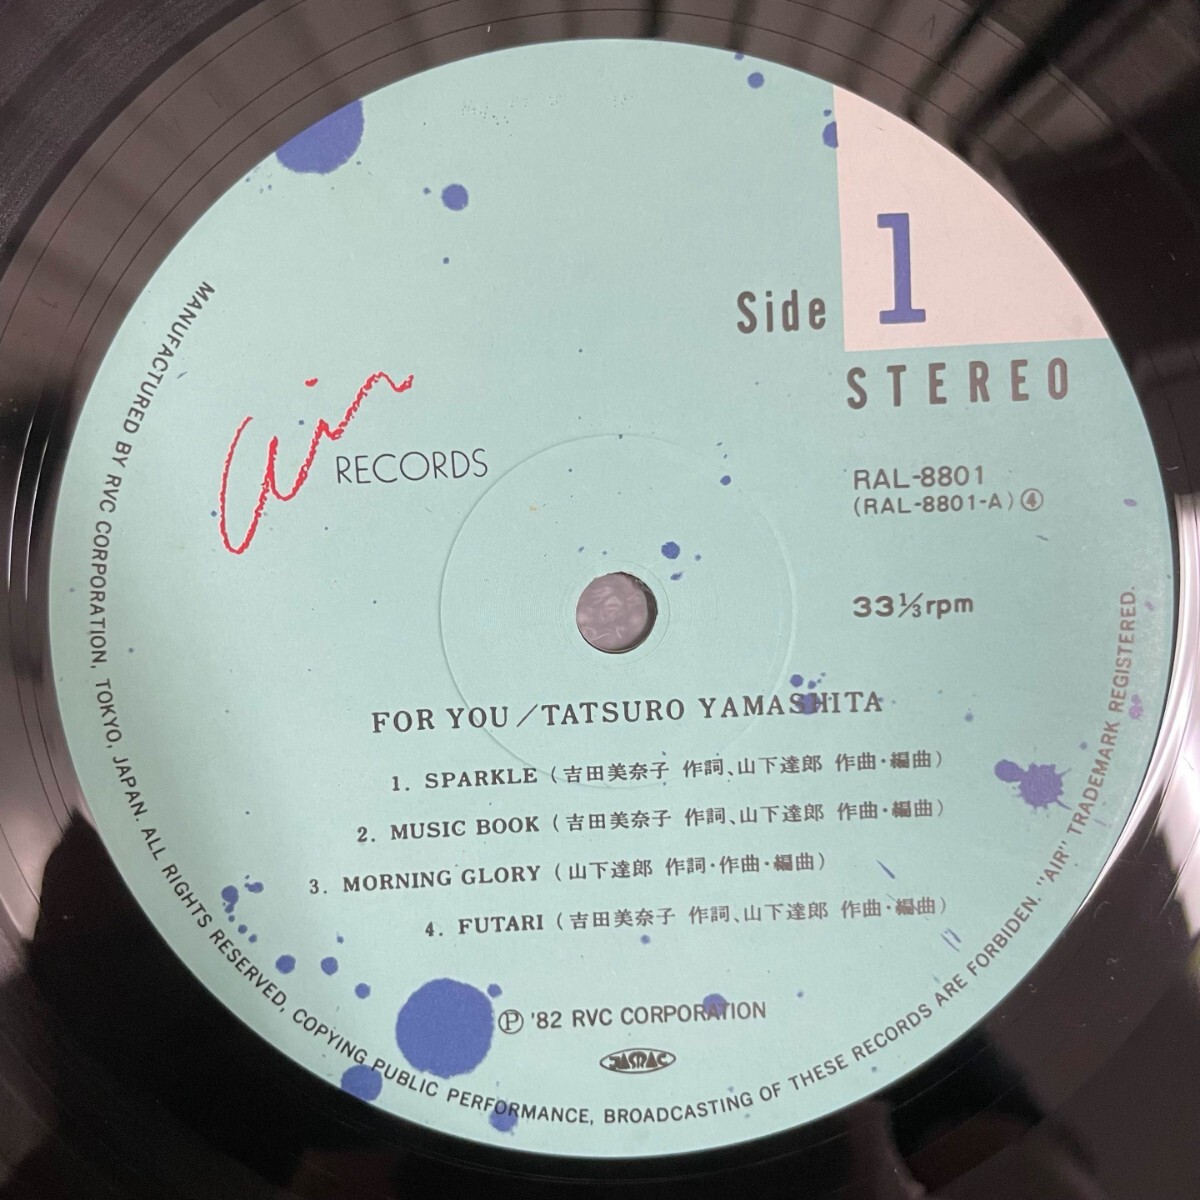 Side 1
STEREO
air RECORDS
RAL-8801
(RAL-8801-A) ④
33⅓rpm
FOR YOU／TATSURO YAMASHITA
1. SPARKLE (吉田美奈子 作詞、山下達郎 作曲・編曲)
2. MUSIC BOOK (吉田美奈子 作詞、山下達郎 作曲・編曲)
3. MORNING GLORY (山下達郎 作詞・作曲・編曲)
4. FUTARI (吉田美奈子 作詞、山下達郎 作曲・編曲)
Ⓟ '82 RVC CORPORATION
JASRAC
MANUFACTURED BY RVC CORPORATION, TOKYO, JAPAN. ALL RIGHTS RESERVED, COPYING PUBLIC PERFORMANCE, BROADCASTING OF THESE RECORDS ARE FORBIDEN. "AIR" TRADEMARK REGISTERED.